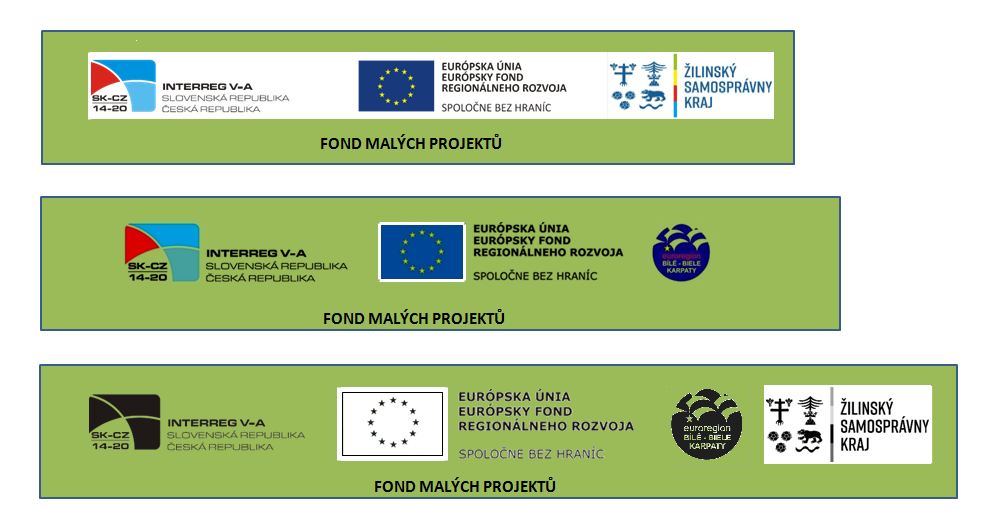 SK-CZ
14-20
INTERREG V-A
SLOVENSKÁ REPUBLIKA
ČESKÁ REPUBLIKA
EURÓPSKA ÚNIA
EURÓPSKY FOND
REGIONÁLNEHO ROZVOJA
SPOLOČNE BEZ HRANÍC
ŽILINSKÝ
SAMOSPRÁVNY
KRAJ
FOND MALÝCH PROJEKTŮ
SK-CZ
14-20
INTERREG V-A
SLOVENSKÁ REPUBLIKA
ČESKÁ REPUBLIKA
EURÓPSKA ÚNIA
EURÓPSKY FOND
REGIONÁLNEHO ROZVOJA
SPOLOČNE BEZ HRANÍC
euroregion
BÍLÉ - BIELE
KARPATY
FOND MALÝCH PROJEKTŮ
SK-CZ
14-20
INTERREG V-A
SLOVENSKÁ REPUBLIKA
ČESKÁ REPUBLIKA
EURÓPSKA ÚNIA
EURÓPSKY FOND
REGIONÁLNEHO ROZVOJA
SPOLOČNE BEZ HRANÍC
euroregion
BÍLÉ - BIELE
KARPATY
ŽILINSKÝ
SAMOSPRÁVNY
KRAJ
FOND MALÝCH PROJEKTŮ